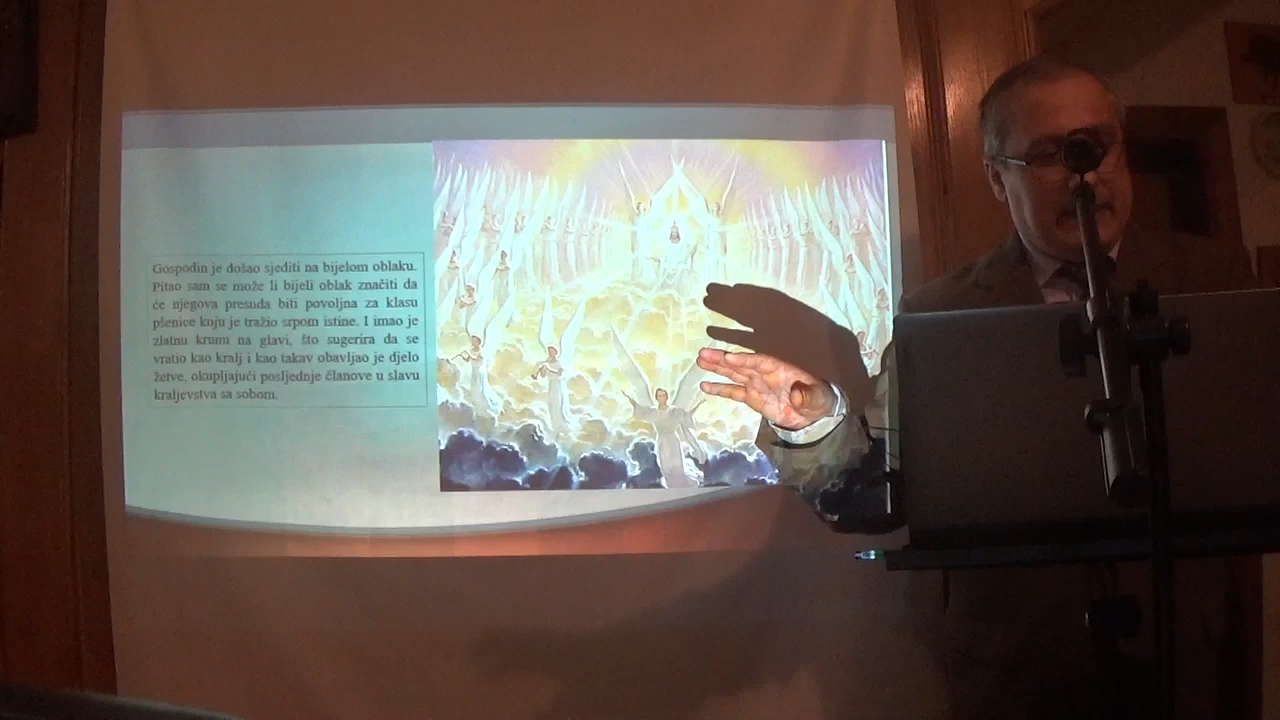 Gospodin je došao sjediti na bijelom oblaku.
Pitao sam se može li bijeli oblak značiti da
će njegova presuda biti povoljna za klasu
pšenice koju je tražio srpom istine. I imao je
zlatnu krunu na glavi, što sugerira da se
vratio kao kralj i kao takav obavljao je djelo
žetve, okupljajući posljednje članove u slavu
kraljevstva sa sobom.